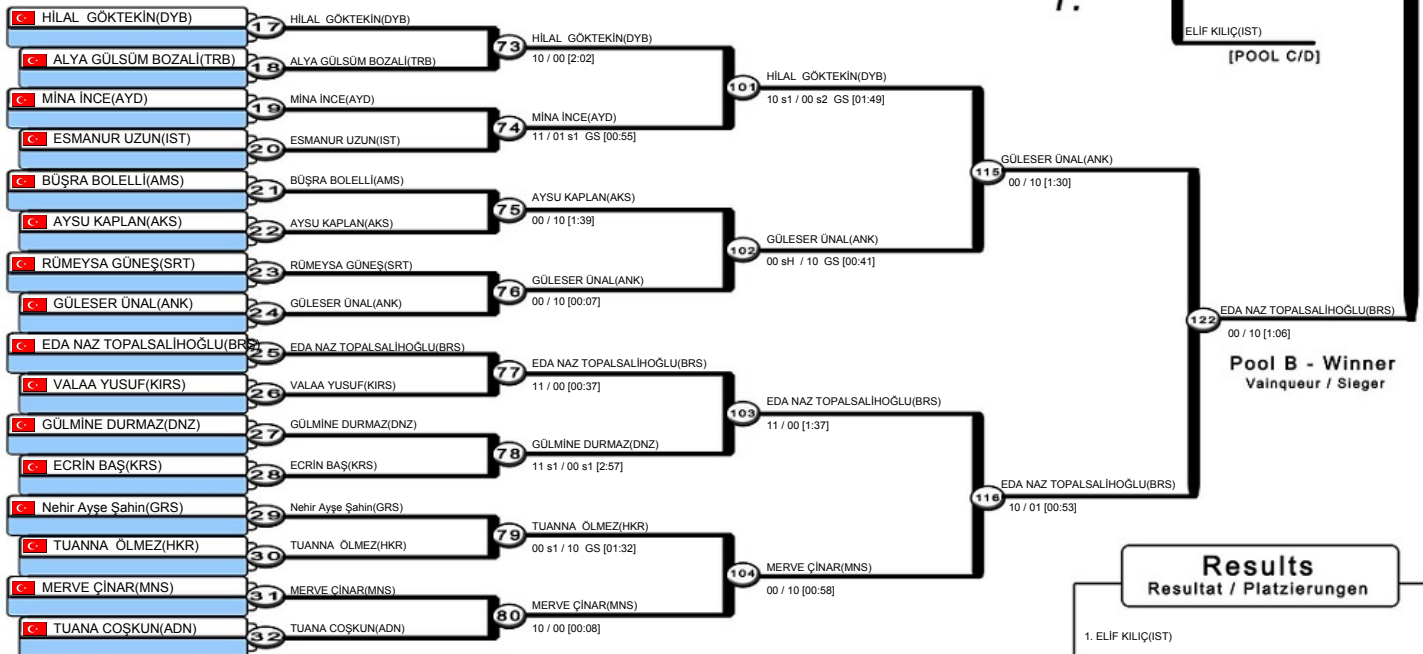 1.
ELİF KILIÇ(IST)
[POOL C/D]
HİLAL GÖKTEKİN(DYB)
ALYA GÜLSÜM BOZALİ(TRB)
MİNA İNCE(AYD)
ESMANUR UZUN(IST)
BÜŞRA BOLELLİ(AMS)
AYSU KAPLAN(AKS)
RÜMEYSA GÜNEŞ(SRT)
GÜLESER ÜNAL(ANK)
EDA NAZ TOPALSALİHOĞLU(BRS)
VALAA YUSUF(KIRS)
GÜLMİNE DURMAZ(DNZ)
ECRİN BAŞ(KRS)
Nehir Ayşe Şahin(GRS)
TUANNA ÖLMEZ(HKR)
MERVE ÇİNAR(MNS)
TUANA COŞKUN(ADN)
17 HİLAL GÖKTEKİN(DYB)
18 ALYA GÜLSÜM BOZALİ(TRB)
19 MİNA İNCE(AYD)
20 ESMANUR UZUN(IST)
21 BÜŞRA BOLELLİ(AMS)
22 AYSU KAPLAN(AKS)
23 RÜMEYSA GÜNEŞ(SRT)
24 GÜLESER ÜNAL(ANK)
25 EDA NAZ TOPALSALİHOĞLU(BRS)
26 VALAA YUSUF(KIRS)
27 GÜLMİNE DURMAZ(DNZ)
28 ECRİN BAŞ(KRS)
29 Nehir Ayşe Şahin(GRS)
30 TUANNA ÖLMEZ(HKR)
31 MERVE ÇİNAR(MNS)
32 TUANA COŞKUN(ADN)
73 HİLAL GÖKTEKİN(DYB)
10 / 00 [2:02]
74 MİNA İNCE(AYD)
11 / 01 s1 GS [00:55]
75 AYSU KAPLAN(AKS)
00 / 10 [1:39]
76 GÜLESER ÜNAL(ANK)
00 / 10 [00:07]
77 EDA NAZ TOPALSALİHOĞLU(BRS)
11 / 00 [00:37]
78 GÜLMİNE DURMAZ(DNZ)
11 s1 / 00 s1 [2:57]
79 TUANNA ÖLMEZ(HKR)
00 s1 / 10 GS [01:32]
80 MERVE ÇİNAR(MNS)
10 / 00 [00:08]
101 HİLAL GÖKTEKİN(DYB)
10 s1 / 00 s2 GS [01:49]
102 GÜLESER ÜNAL(ANK)
00 sH / 10 GS [00:41]
103 EDA NAZ TOPALSALİHOĞLU(BRS)
11 / 00 [1:37]
104 MERVE ÇİNAR(MNS)
00 / 10 [00:58]
115 GÜLESER ÜNAL(ANK)
00 / 10 [1:30]
116 EDA NAZ TOPALSALİHOĞLU(BRS)
10 / 01 [00:53]
122 EDA NAZ TOPALSALİHOĞLU(BRS)
00 / 10 [1:06]
Pool B - Winner
Vainqueur / Sieger
Results
Resultat / Platzierungen
1. ELİF KILIÇ(IST)